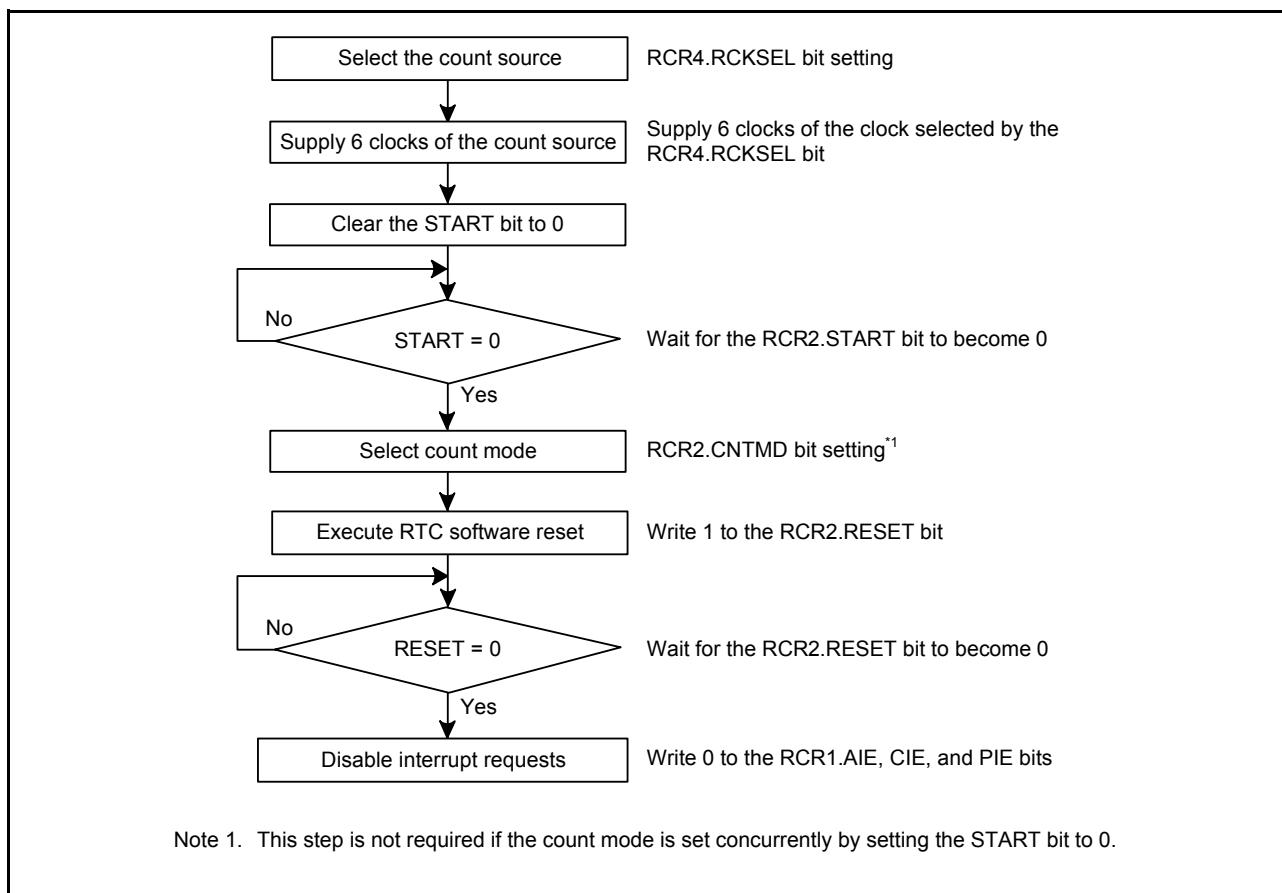 Select the count source
RCR4.RCKSEL bit setting
Supply 6 clocks of the count source
Supply 6 clocks of the clock selected by the
RCR4.RCKSEL bit
Clear the START bit to 0
No
START = 0
Wait for the RCR2.START bit to become 0
Yes
Select count mode
RCR2.CNTMD bit setting*1
Execute RTC software reset
Write 1 to the RCR2.RESET bit
No
RESET = 0
Wait for the RCR2.RESET bit to become 0
Yes
Disable interrupt requests
Write 0 to the RCR1.AIE, CIE, and PIE bits
Note 1. This step is not required if the count mode is set concurrently by setting the START bit to 0.